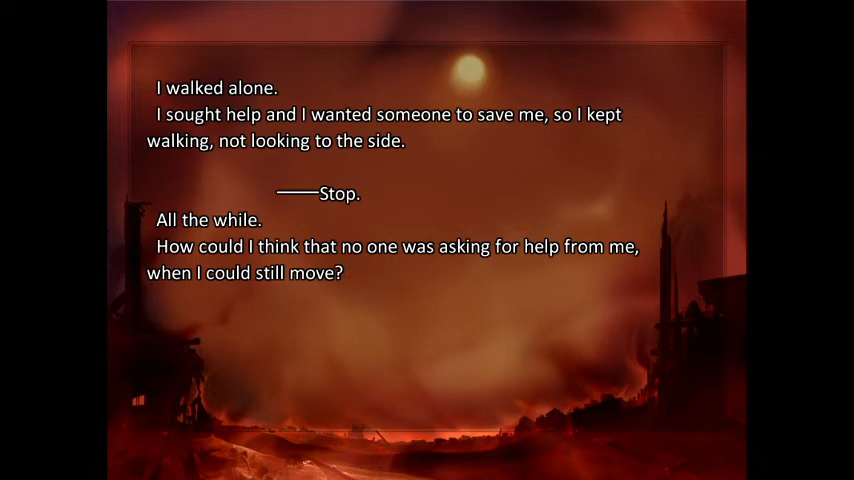 I walked alone.
I sought help and I wanted someone to save me, so I kept
walking, not looking to the side.
——Stop.
All the while.
How could I think that no one was asking for help from me,
when I could still move?